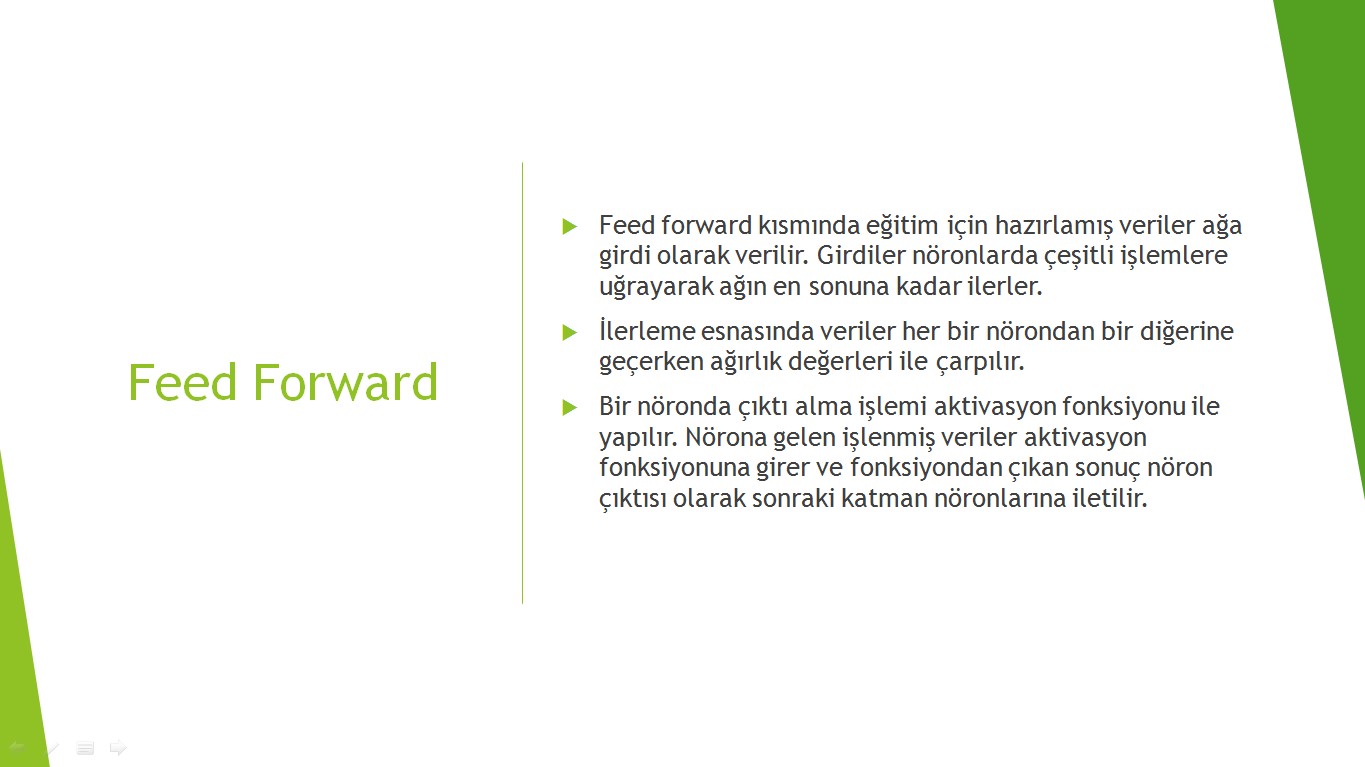 Feed Forward
Feed forward kısmında eğitim için hazırlamış veriler ağa
girdi olarak verilir. Girdiler nöronlarda çeşitli işlemlere
uğrayarak ağın en sonuna kadar ilerler.
İlerleme esnasında veriler her bir nörondan bir diğerine
geçerken ağırlık değerleri ile çarpılır.
Bir nöronda çıktı alma işlemi aktivasyon fonksiyonu ile
yapılır. Nörona gelen işlenmiş veriler aktivasyon
fonksiyonuna girer ve fonksiyondan çıkan sonuç nöron
çıktısı olarak sonraki katman nöronlarına iletilir.